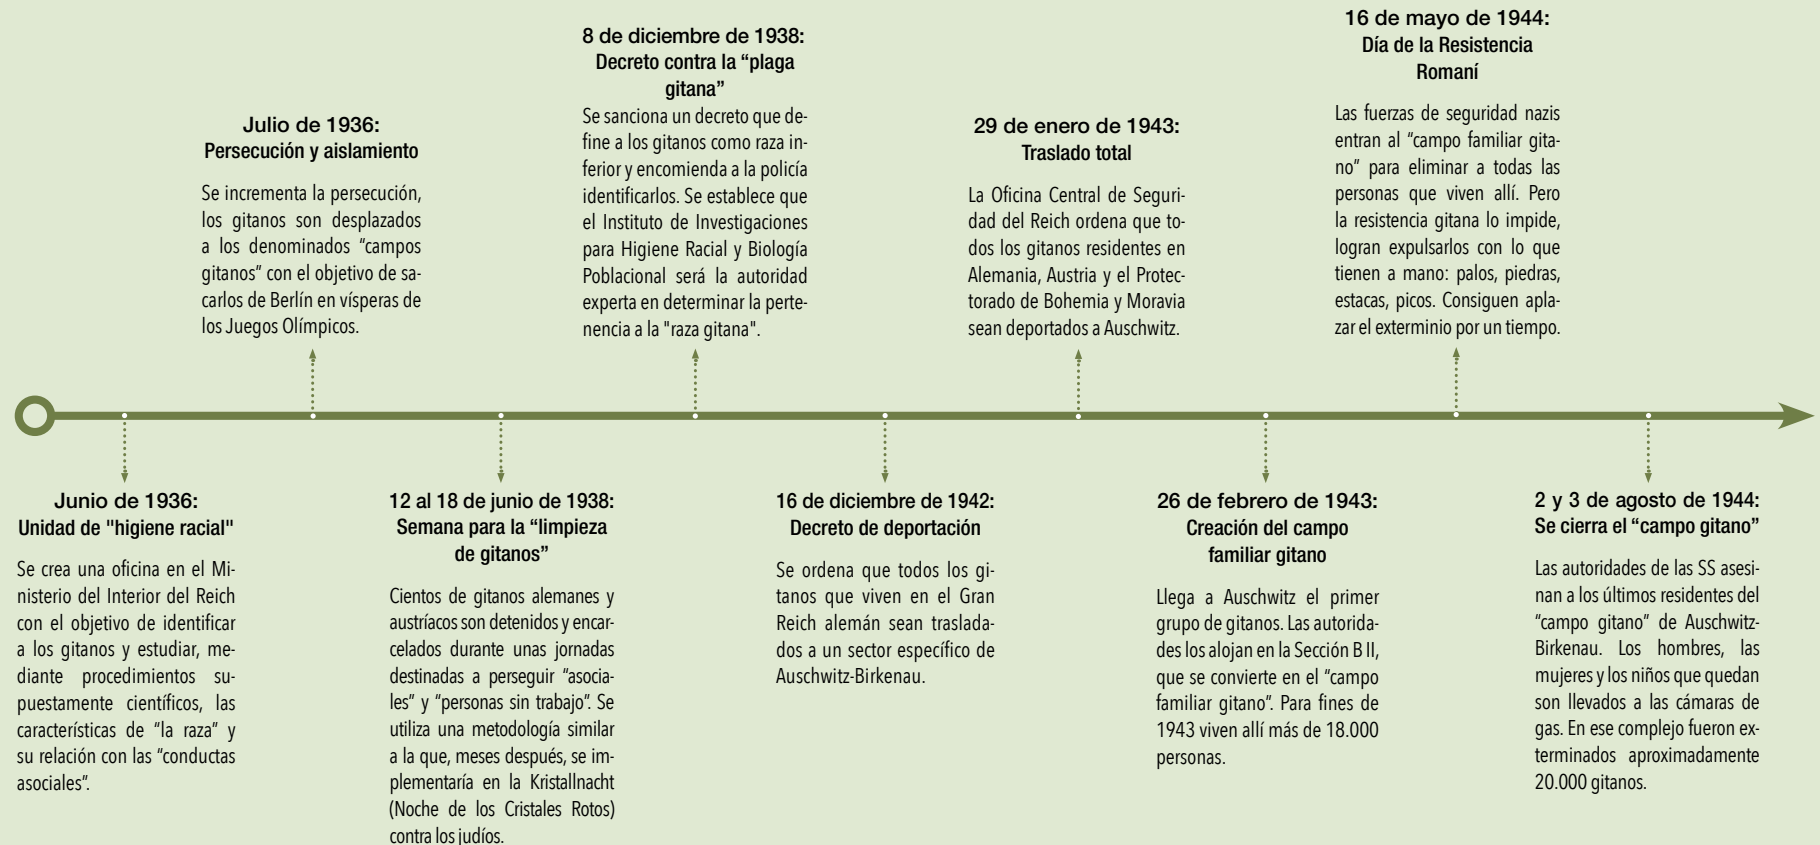 Junio de 1936:
Unidad de "higiene racial"
Se crea una oficina en el Mi-
nisterio del Interior del Reich
con el objetivo de identificar
a los gitanos y estudiar, me-
diante procedimientos su-
puestamente científicos, las
características de “la raza” y
su relación con las “conductas
asociales”.
Julio de 1936:
Persecución y aislamiento
Se incrementa la persecución,
los gitanos son desplazados
a los denominados “campos
gitanos” con el objetivo de sa-
carlos de Berlín en vísperas de
los Juegos Olímpicos.
12 al 18 de junio de 1938:
Semana para la “limpieza
de gitanos”
Cientos de gitanos alemanes y
austríacos son detenidos y encar-
celados durante unas jornadas
destinadas a perseguir “asocia-
les” y “personas sin trabajo”. Se
utiliza una metodología similar
a la que, meses después, se im-
plementaría en la Kristallnacht
(Noche de los Cristales Rotos)
contra los judíos.
8 de diciembre de 1938:
Decreto contra la “plaga
gitana”
Se sanciona un decreto que de-
fine a los gitanos como raza in-
ferior y encomienda a la policía
identificarlos. Se establece que
el Instituto de Investigaciones
para Higiene Racial y Biología
Poblacional será la autoridad
experta en determinar la perte-
nencia a la "raza gitana".
16 de diciembre de 1942:
Decreto de deportación
Se ordena que todos los gi-
tanos que viven en el Gran
Reich alemán sean traslada-
dos a un sector específico de
Auschwitz-Birkenau.
29 de enero de 1943:
Traslado total
La Oficina Central de Seguri-
dad del Reich ordena que to-
dos los gitanos residentes en
Alemania, Austria y el Protec-
torado de Bohemia y Moravia
sean deportados a Auschwitz.
26 de febrero de 1943:
Creación del campo
familiar gitano
Llega a Auschwitz el primer
grupo de gitanos. Las autorida-
des los alojan en la Sección B II,
que se convierte en el “campo
familiar gitano”. Para fines de
1943 viven allí más de 18.000
personas.
16 de mayo de 1944:
Día de la Resistencia
Romaní
Las fuerzas de seguridad nazis
entran al “campo familiar gita-
no” para eliminar a todas las
personas que viven allí. Pero
la resistencia gitana lo impide,
logran expulsarlos con lo que
tienen a mano: palos, piedras,
estacas, picos. Consiguen apla-
zar el exterminio por un tiempo.
2 y 3 de agosto de 1944:
Se cierra el “campo gitano”
Las autoridades de las SS asesi-
nan a los últimos residentes del
“campo gitano” de Auschwitz-
Birkenau. Los hombres, las
mujeres y los niños que quedan
son llevados a las cámaras de
gas. En ese complejo fueron ex-
terminados aproximadamente
20.000 gitanos.